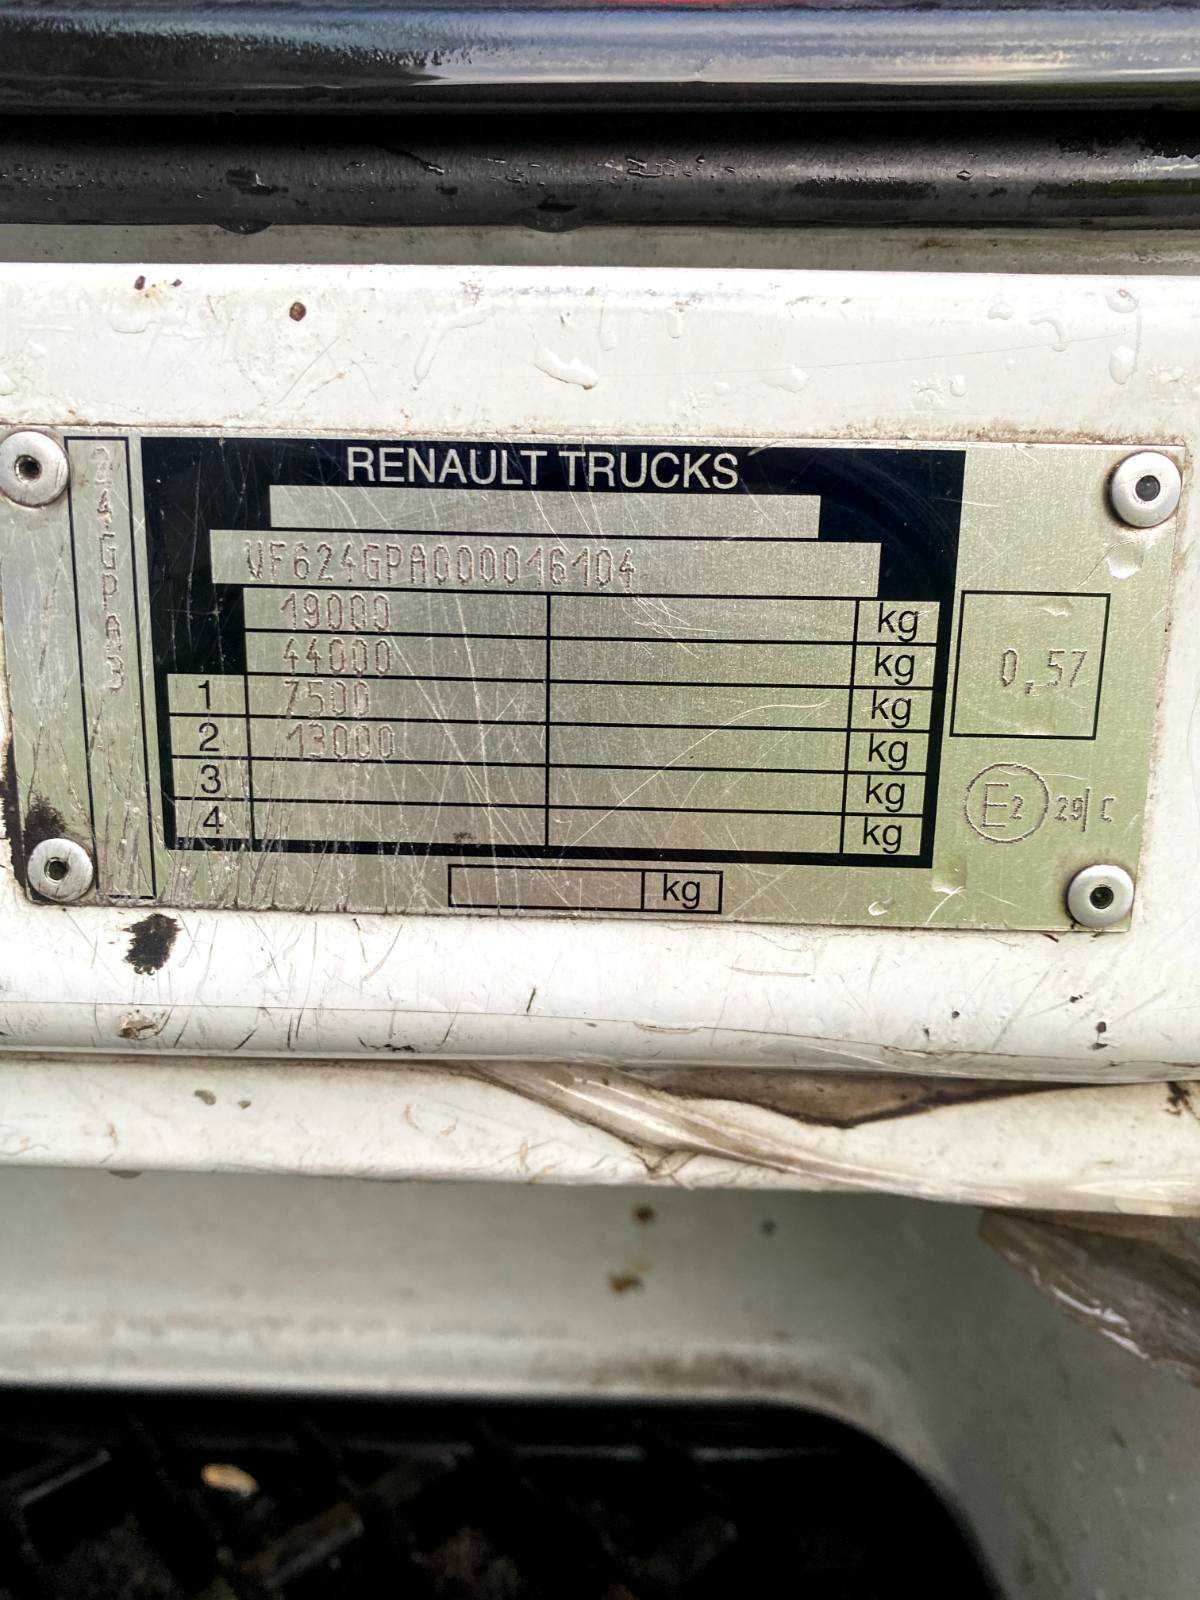 RENAULT TRUCKS
24GPA3
VF624GPA000016104
19000 kg
44000 kg
1 7500 kg
2 13000 kg
3 kg
4 kg
kg
0,57
E2 29 C